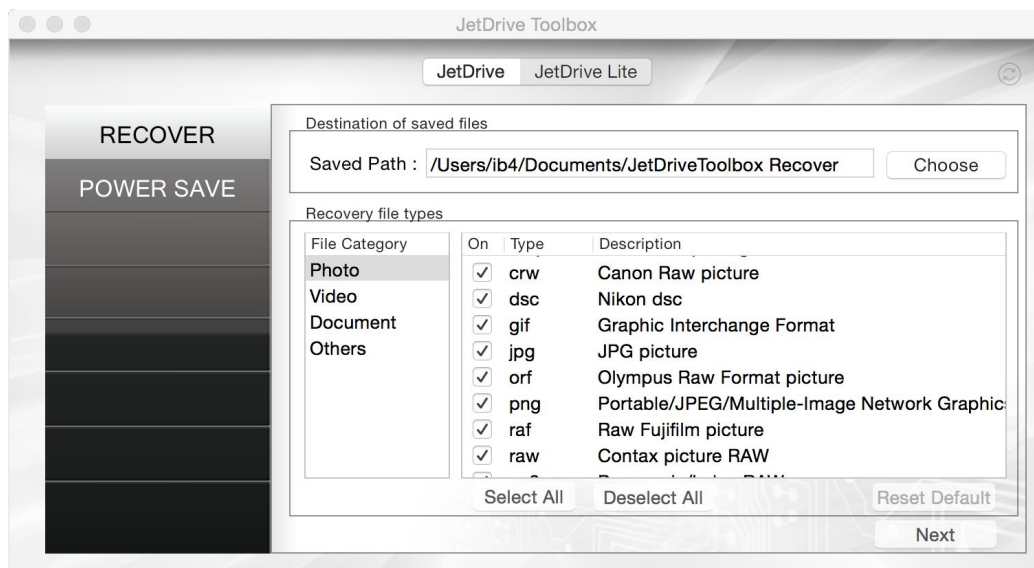 JetDrive Toolbox
JetDrive JetDrive Lite
RECOVER
POWER SAVE
Destination of saved files
Saved Path : /Users/ib4/Documents/JetDriveToolbox Recover Choose
Recovery file types
File Category
Photo
Video
Document
Others
On Type Description
crw Canon Raw picture
dsc Nikon dsc
gif Graphic Interchange Format
jpg JPG picture
orf Olympus Raw Format picture
png Portable/JPEG/Multiple-Image Network Graphic
raf Raw Fujifilm picture
raw Contax picture RAW
Select All Deselect All Reset Default
Next